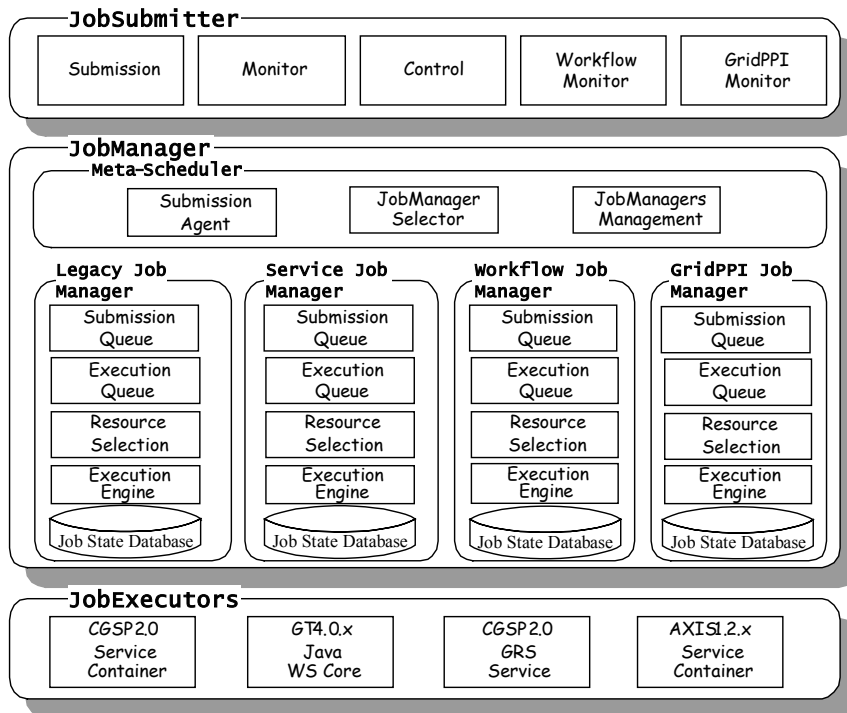 JobSubmitter
Submission
Monitor
Control
Workflow
Monitor
GridPPI
Monitor
JobManager
Meta-Scheduler
Submission
Agent
JobManager
Selector
JobManagers
Management
Legacy Job
Manager
Submission
Queue
Execution
Queue
Resource
Selection
Execution
Engine
Job State Database
Service Job
Manager
Submission
Queue
Execution
Queue
Resource
Selection
Execution
Engine
Job State Database
Workflow Job
Manager
Submission
Queue
Execution
Queue
Resource
Selection
Execution
Engine
Job State Database
GridPPI Job
Manager
Submission
Queue
Execution
Queue
Resource
Selection
Execution
Engine
Job State Database
JobExecutors
CGSP2.0
Service
Container
GT4.0.x
Java
WS Core
CGSP2.0
GRS
Service
AXIS1.2.x
Service
Container